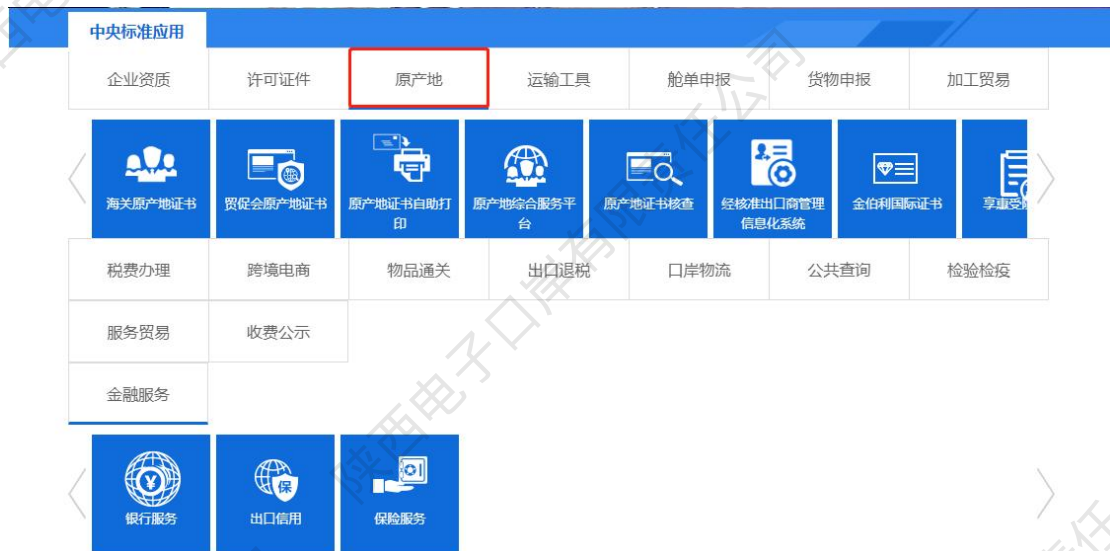 中央标准应用
企业资质
许可证件
原产地
运输工具
舱单申报
货物申报
加工贸易
海关原产地证书
贸促会原产地证书
原产地证书自助打
印
原产地综合服务平
台
原产地证书核查
经核准出口商管理
信息化系统
金伯利国际证书
享惠受
税费办理
跨境电商
物品通关
出口退税
口岸物流
公共查询
检验检疫
服务贸易
收费公示
金融服务
银行服务
出口信用
保险服务
保
陕西电子口岸有限责任公司